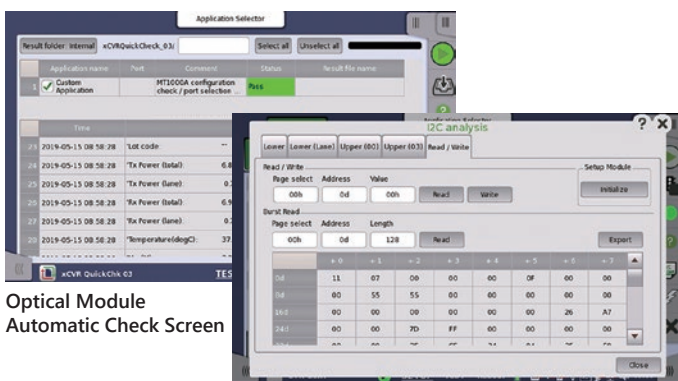 Application Selector
Result folder: Internal xCVRQuickCheck_03/ Select all Unselect all
Application name Port Comment Status Result file name
1 Custom Application MT1000A configuration check / port selection ... Pass
Time
23 2019-05-15 08:58:28 'Lot code: --
24 2019-05-15 08:58:28 'Tx Power (total): 6.8
25 2019-05-15 08:58:28 'Tx Power (lane):
2019-05-15 08:58:28 'Rx Power (total): 6.9
2019-05-15 08:58:28 'Rx Power (lane):
2019-05-15 08:58:28 'Temperature(degC): 37.
xCVR QuickChk 03 TES
Optical Module
Automatic Check Screen
I2C analysis ? X
Lower Lower (Lane) Upper (00) Upper (03) Read / Write
Read / Write Setup Module
Page select Address Value
00h 0d 00h Read Write Initialize
Burst Read
Page select Address Length
00h 0d 128 Read Export
+ 0 + 1 + 2 + 3 + 4 + 5 + 6 + 7
0d 11 07 00 00 00 0F 00 00
8d 00 55 55 00 00 00 00 00
16d 00 00 00 00 00 00 26 A7
24d 00 00 7D FF 00 00 00 00
Close